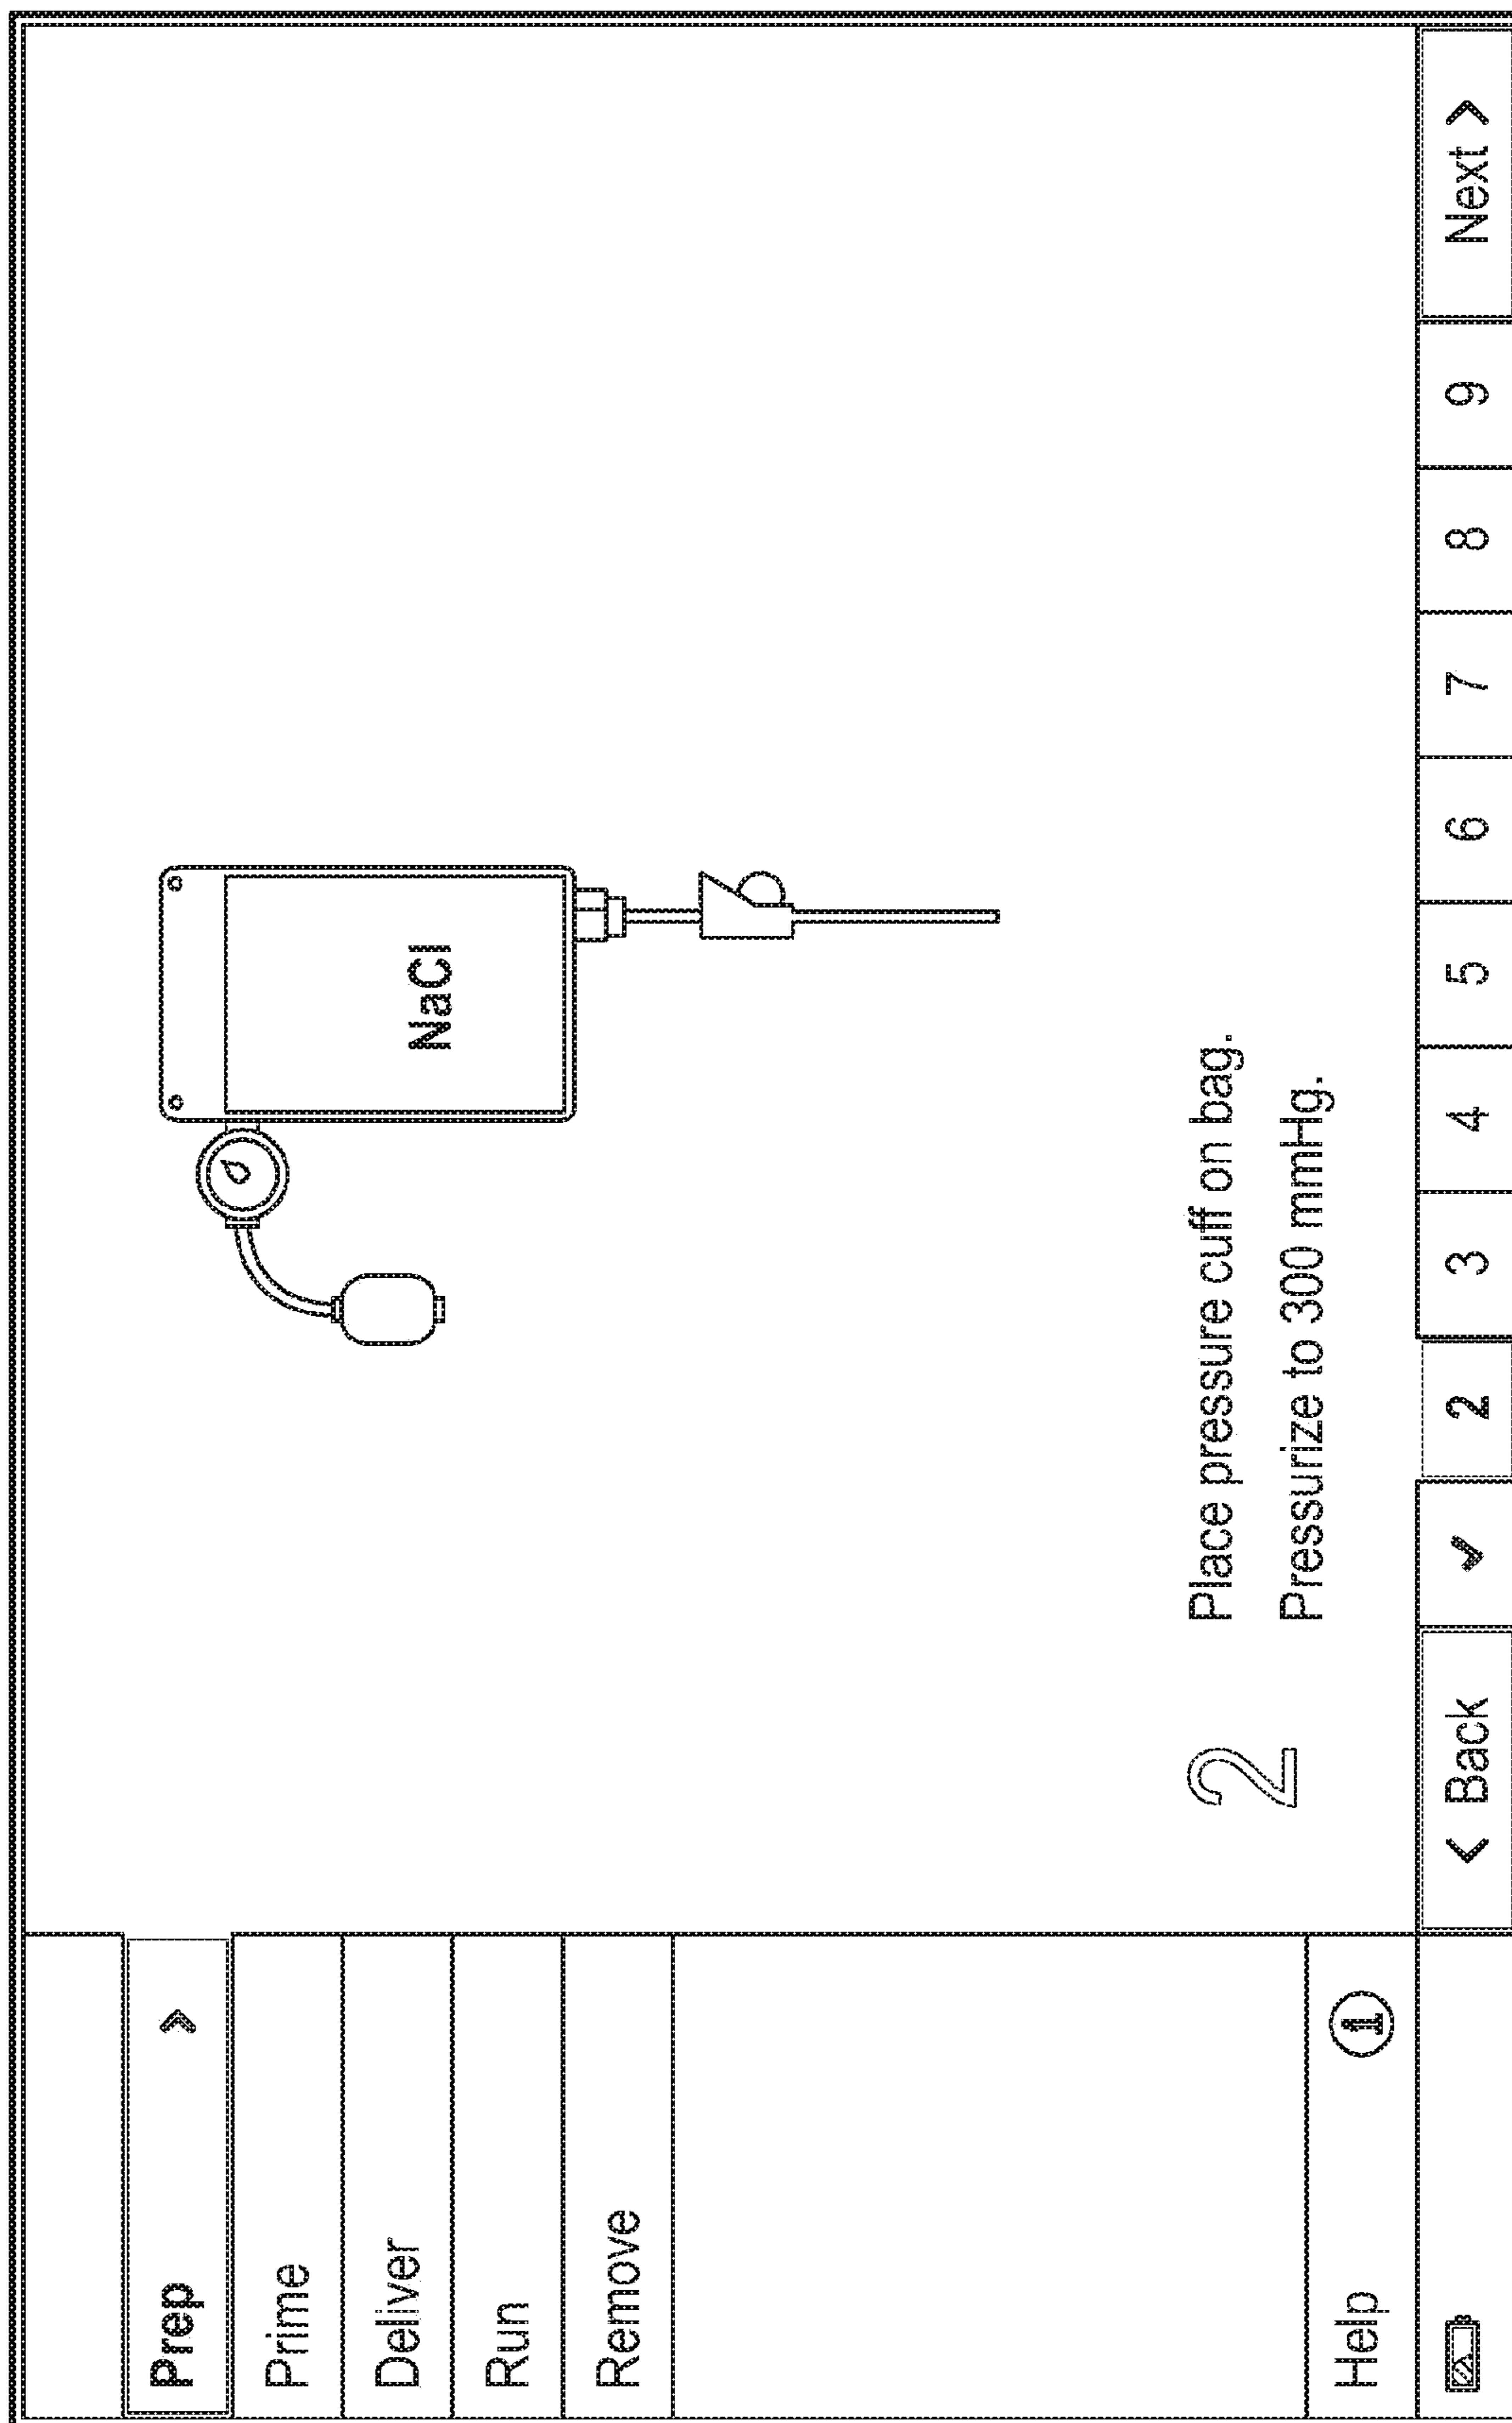 Prep >
Prime
Deliver
Run
Remove
Help i
NaCl
2 Place pressure cuff on bag.
Pressurize to 300 mmHg.
< Back ✓ 2 3 4 5 6 7 8 9 Next >